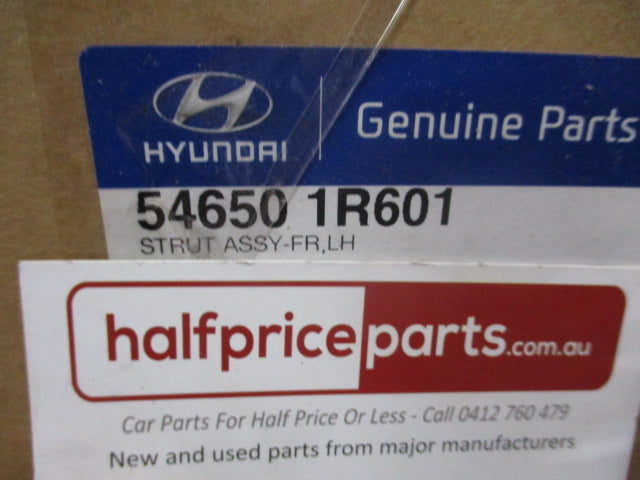 HYUNDAI
Genuine Parts
54650 1R601
STRUT ASSY-FR,LH
halfpriceparts.com.au
Car Parts For Half Price Or Less - Call 0412 760 479
New and used parts from major manufacturers